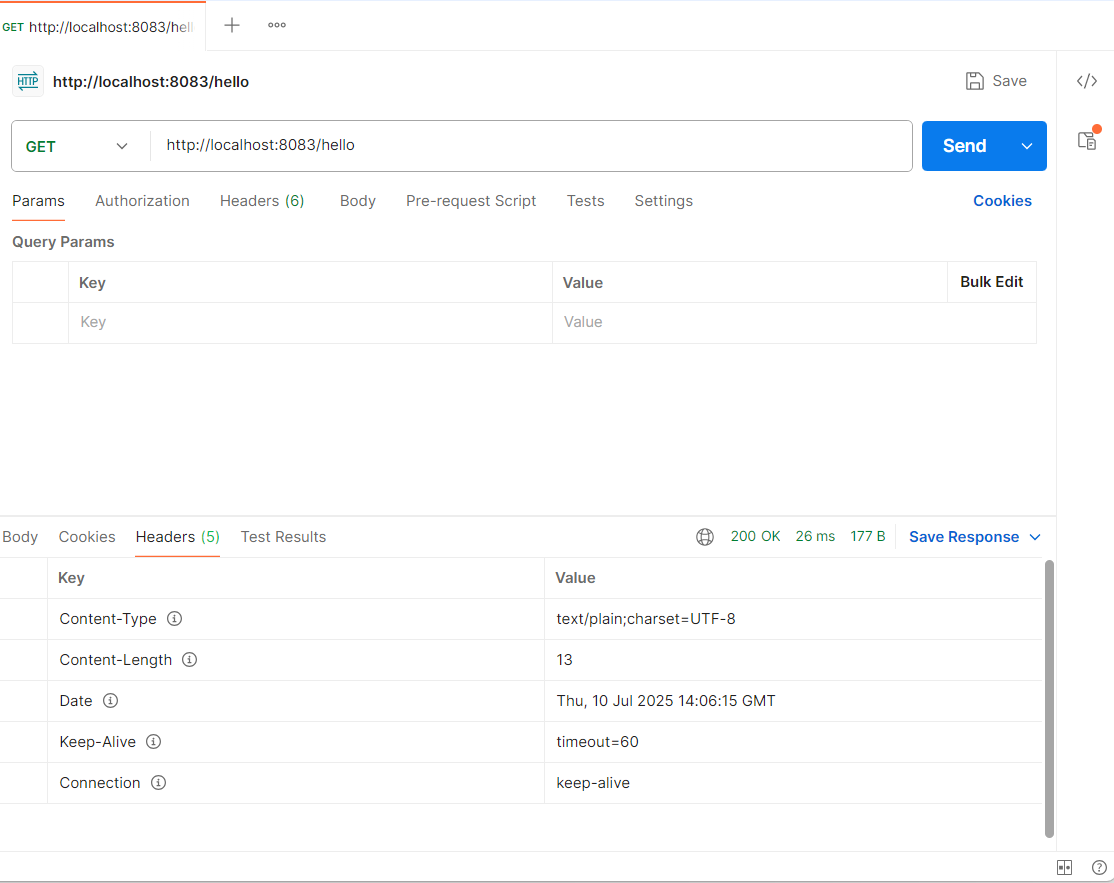 GET http://localhost:8083/hel
HTTP http://localhost:8083/hello Save
GET http://localhost:8083/hello Send
Params Authorization Headers (6) Body Pre-request Script Tests Settings Cookies
Query Params
Key Value Bulk Edit
Key Value
Body Cookies Headers (5) Test Results 200 OK 26 ms 177 B Save Response
Key Value
Content-Type text/plain;charset=UTF-8
Content-Length 13
Date Thu, 10 Jul 2025 14:06:15 GMT
Keep-Alive timeout=60
Connection keep-alive